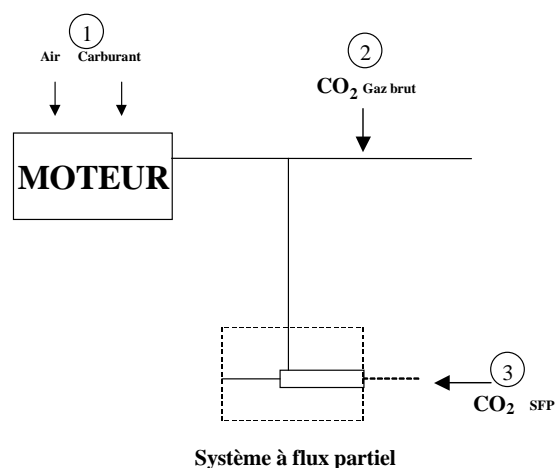 1
Air Carburant
2
CO2 Gaz brut
MOTEUR
3
CO2 SFP
Système à flux partiel